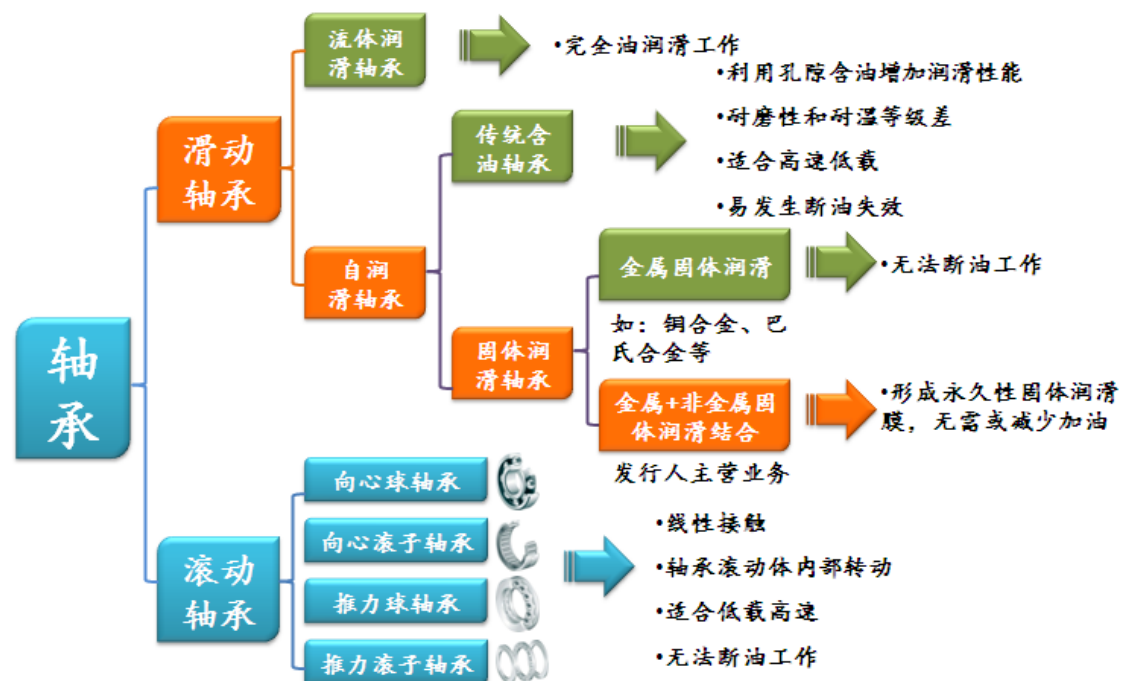 轴
承
滑动
轴承
流体润
滑轴承
•完全油润滑工作
自润
滑轴承
传统含
油轴承
•利用孔隙含油增加润滑性能
•耐磨性和耐温等级差
•适合高速低载
•易发生断油失效
固体润
滑轴承
金属固体润滑
•无法断油工作
如：铜合金、巴
氏合金等
金属+非金属固
体润滑结合
•形成永久性固体润滑
膜，无需或减少加油
发行人主营业务
滚动
轴承
向心球轴承
向心滚子轴承
推力球轴承
推力滚子轴承
•线性接触
•轴承滚动体内部转动
•适合低载高速
•无法断油工作